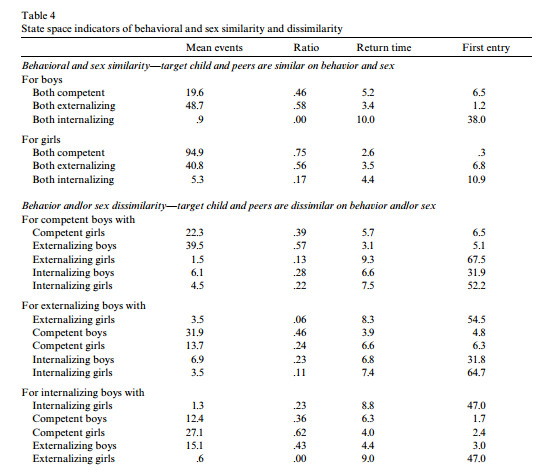 Table 4
State space indicators of behavioral and sex similarity and dissimilarity
Mean events Ratio Return time First entry
Behavioral and sex similarity—target child and peers are similar on behavior and sex
For boys
Both competent 19.6 .46 5.2 6.5
Both externalizing 48.7 .58 3.4 1.2
Both internalizing .9 .00 10.0 38.0
For girls
Both competent 94.9 .75 2.6 .3
Both externalizing 40.8 .56 3.5 6.8
Both internalizing 5.3 .17 4.4 10.9
Behavior and/or sex dissimilarity—target child and peers are dissimilar on behavior and/or sex
For competent boys with
Competent girls 22.3 .39 5.7 6.5
Externalizing boys 39.5 .57 3.1 5.1
Externalizing girls 1.5 .13 9.3 67.5
Internalizing boys 6.1 .28 6.6 31.9
Internalizing girls 4.5 .22 7.5 52.2
For externalizing boys with
Externalizing girls 3.5 .06 8.3 54.5
Competent boys 31.9 .46 3.9 4.8
Competent girls 13.7 .24 6.6 6.3
Internalizing boys 6.9 .23 6.8 31.8
Internalizing girls 3.5 .11 7.4 64.7
For internalizing boys with
Internalizing girls 1.3 .23 8.8 47.0
Competent boys 12.4 .36 6.3 1.7
Competent girls 27.1 .62 4.0 2.4
Externalizing boys 15.1 .43 4.4 3.0
Externalizing girls .6 .00 9.0 47.0